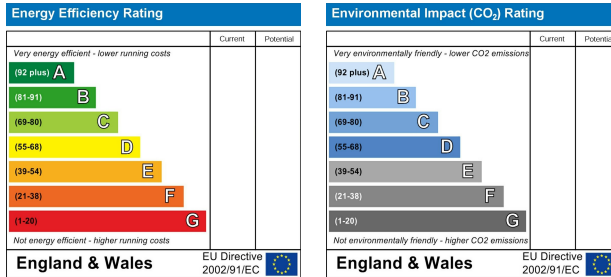 Energy Efficiency Rating
Current Potential
Very energy efficient - lower running costs
(92 plus) A
(81-91) B
(69-80) C
(55-68) D
(39-54) E
(21-38) F
(1-20) G
Not energy efficient - higher running costs
England & Wales
EU Directive
2002/91/EC
Environmental Impact (CO₂) Rating
Current Potential
Very environmentally friendly - lower CO2 emissions
(92 plus) A
(81-91) B
(69-80) C
(55-68) D
(39-54) E
(21-38) F
(1-20) G
Not environmentally friendly - higher CO2 emissions
England & Wales
EU Directive
2002/91/EC